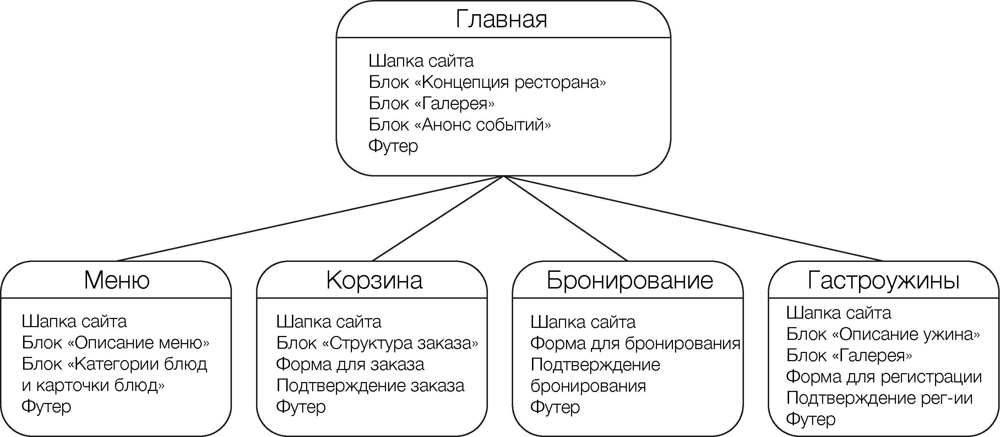 Главная
Шапка сайта
Блок «Концепция ресторана»
Блок «Галерея»
Блок «Анонс событий»
Футер
Меню
Шапка сайта
Блок «Описание меню»
Блок «Категории блюд
и карточки блюд»
Футер
Корзина
Шапка сайта
Блок «Структура заказа»
Форма для заказа
Подтверждение заказа
Футер
Бронирование
Шапка сайта
Форма для бронирования
Подтверждение
бронирования
Футер
Гастроужины
Шапка сайта
Блок «Описание ужина»
Блок «Галерея»
Форма для регистрации
Подтверждение рег-ии
Футер